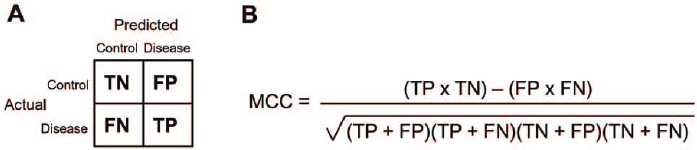 A
Predicted
Control Disease
Control TN FP
Actual
Disease FN TP
B
MCC = (TP x TN) – (FP x FN)
√(TP + FP)(TP + FN)(TN + FP)(TN + FN)